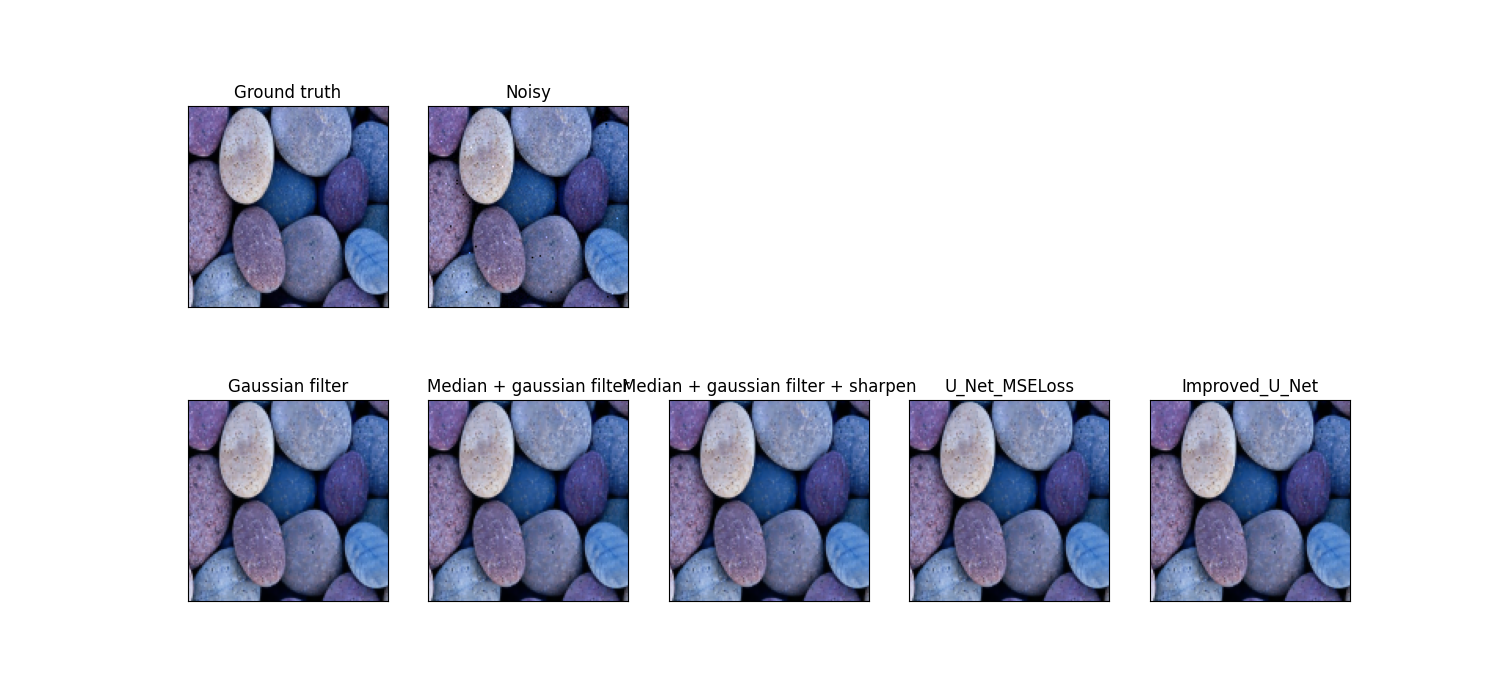 Ground truth
Noisy
Gaussian filter
Median + gaussian filter
Median + gaussian filter + sharpen
U_Net_MSELoss
Improved_U_Net